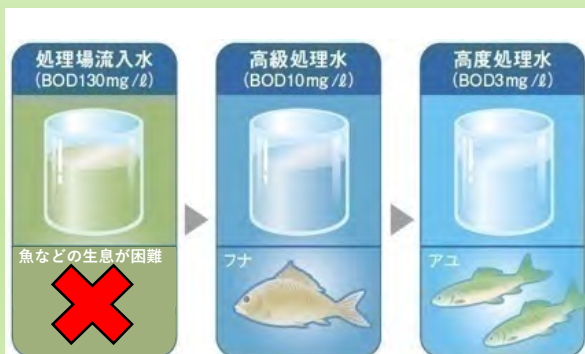 処理場流入水
(BOD130mg/ℓ)
魚などの生息が困難
高級処理水
(BOD10mg/ℓ)
フナ
高度処理水
(BOD3mg/ℓ)
アユ